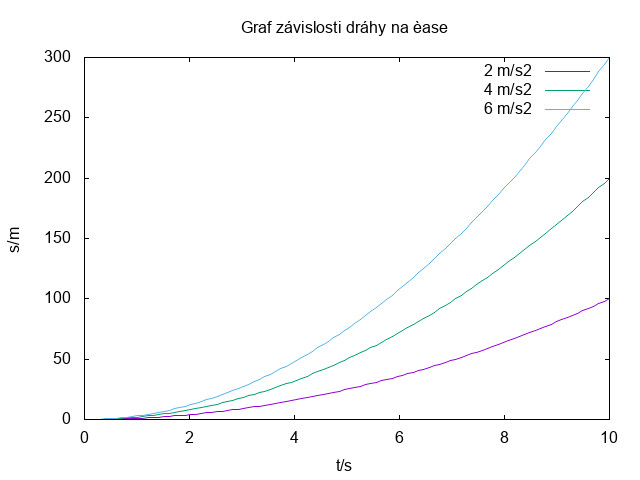 Graf závislosti dráhy na èase
2 m/s2
4 m/s2
6 m/s2
300
250
200
150
100
50
0
s/m
0 2 4 6 8 10
t/s